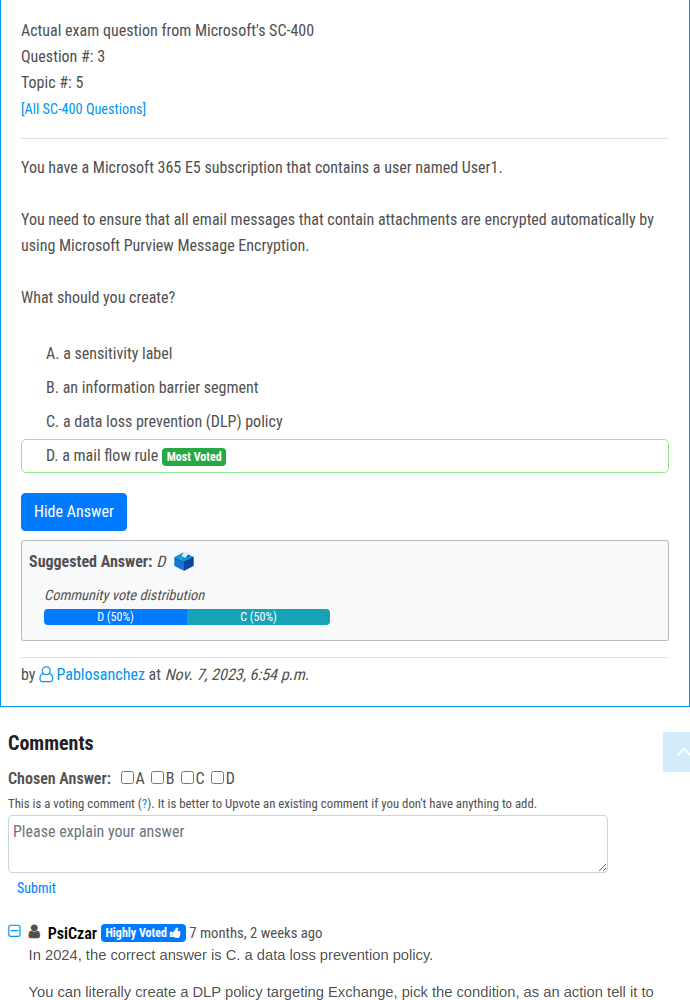 Actual exam question from Microsoft's SC-400
Question #: 3
Topic #: 5
[All SC-400 Questions]
You have a Microsoft 365 E5 subscription that contains a user named User1.
You need to ensure that all email messages that contain attachments are encrypted automatically by
using Microsoft Purview Message Encryption.
What should you create?
A. a sensitivity label
B. an information barrier segment
C. a data loss prevention (DLP) policy
D. a mail flow rule Most Voted
Hide Answer
Suggested Answer: D
Community vote distribution
D (50%) C (50%)
by Pablosanchez at Nov. 7, 2023, 6:54 p.m.
Comments
Chosen Answer: A B C D
This is a voting comment (?). It is better to Upvote an existing comment if you don't have anything to add.
Please explain your answer
Submit
PsiCzar Highly Voted 7 months, 2 weeks ago
In 2024, the correct answer is C. a data loss prevention policy.
You can literally create a DLP policy targeting Exchange, pick the condition, as an action tell it to